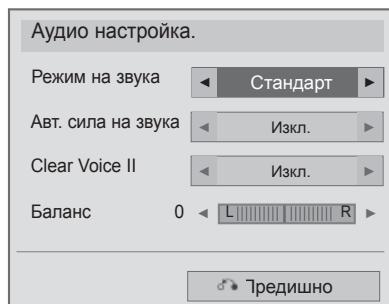 Аудио настройка.
Режим на звука ◄ Стандарт ►
Авт. сила на звука ◄ Изкл. ►
Clear Voice II ◄ Изкл. ►
Баланс 0 ◄ L R ►
Предишно